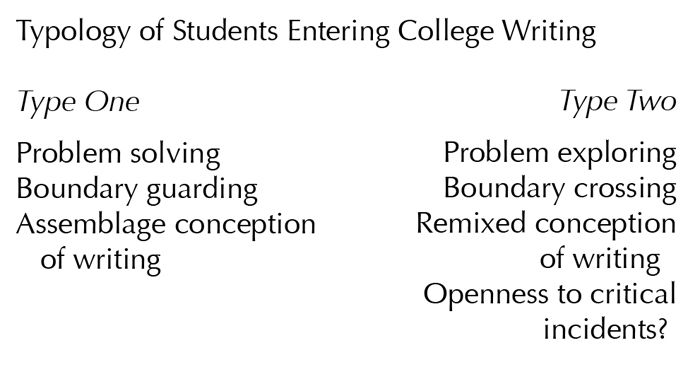 Typology of Students Entering College Writing
Type One
Problem solving
Boundary guarding
Assemblage conception
of writing
Type Two
Problem exploring
Boundary crossing
Remixed conception
of writing
Openness to critical
incidents?